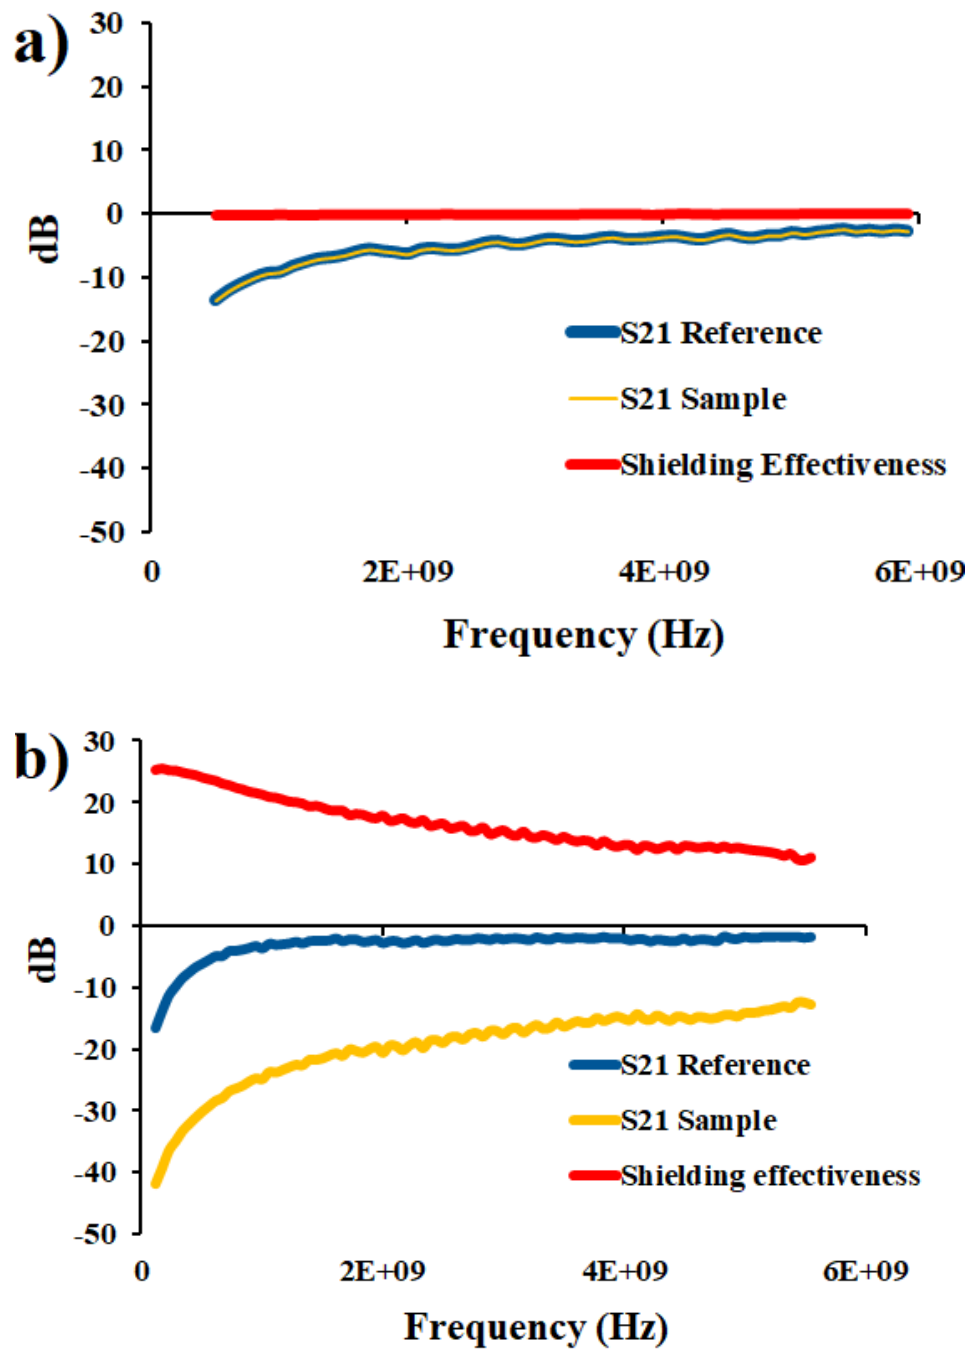 a)
30
20
10
0
-10
-20
-30
-40
-50
dB
S21 Reference
S21 Sample
Shielding Effectiveness
0 2E+09 4E+09 6E+09
Frequency (Hz)
b)
30
20
10
0
-10
-20
-30
-40
-50
dB
S21 Reference
S21 Sample
Shielding effectiveness
0 2E+09 4E+09 6E+09
Frequency (Hz)